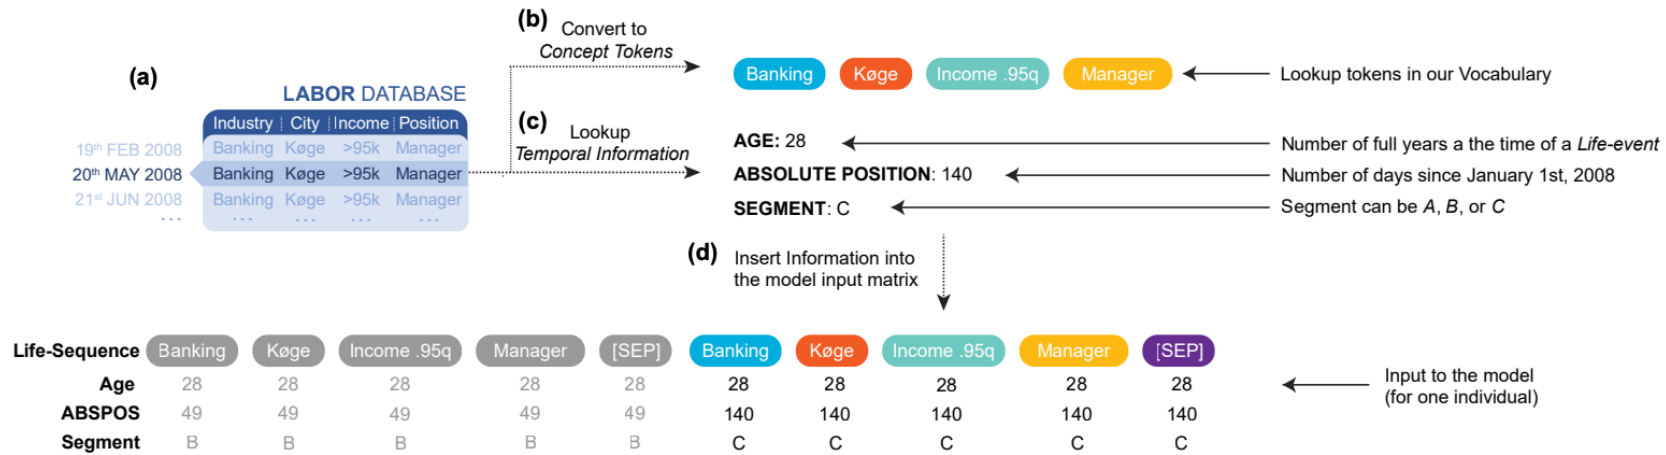 (a)
LABOR DATABASE
Industry City Income Position
19th FEB 2008 Banking Køge >95k Manager
20th MAY 2008 Banking Køge >95k Manager
21st JUN 2008 Banking Køge >95k Manager
... ... ... ... ...
(b)
Convert to
Concept Tokens
Banking Køge Income .95q Manager
Lookup tokens in our Vocabulary
(c)
Lookup
Temporal Information
AGE: 28
Number of full years a the time of a Life-event
ABSOLUTE POSITION: 140
Number of days since January 1st, 2008
SEGMENT: C
Segment can be A, B, or C
(d)
Insert Information into
the model input matrix
Life-Sequence Banking Køge Income .95q Manager [SEP] Banking Køge Income .95q Manager [SEP]
Age 28 28 28 28 28 28 28 28 28 28
ABSPOS 49 49 49 49 49 140 140 140 140 140
Segment B B B B B C C C C C
Input to the model
(for one individual)